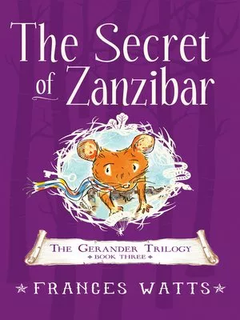 The Secret
of Zanzibar
The Gerander Trilogy
BOOK THREE
FRANCES WATTS